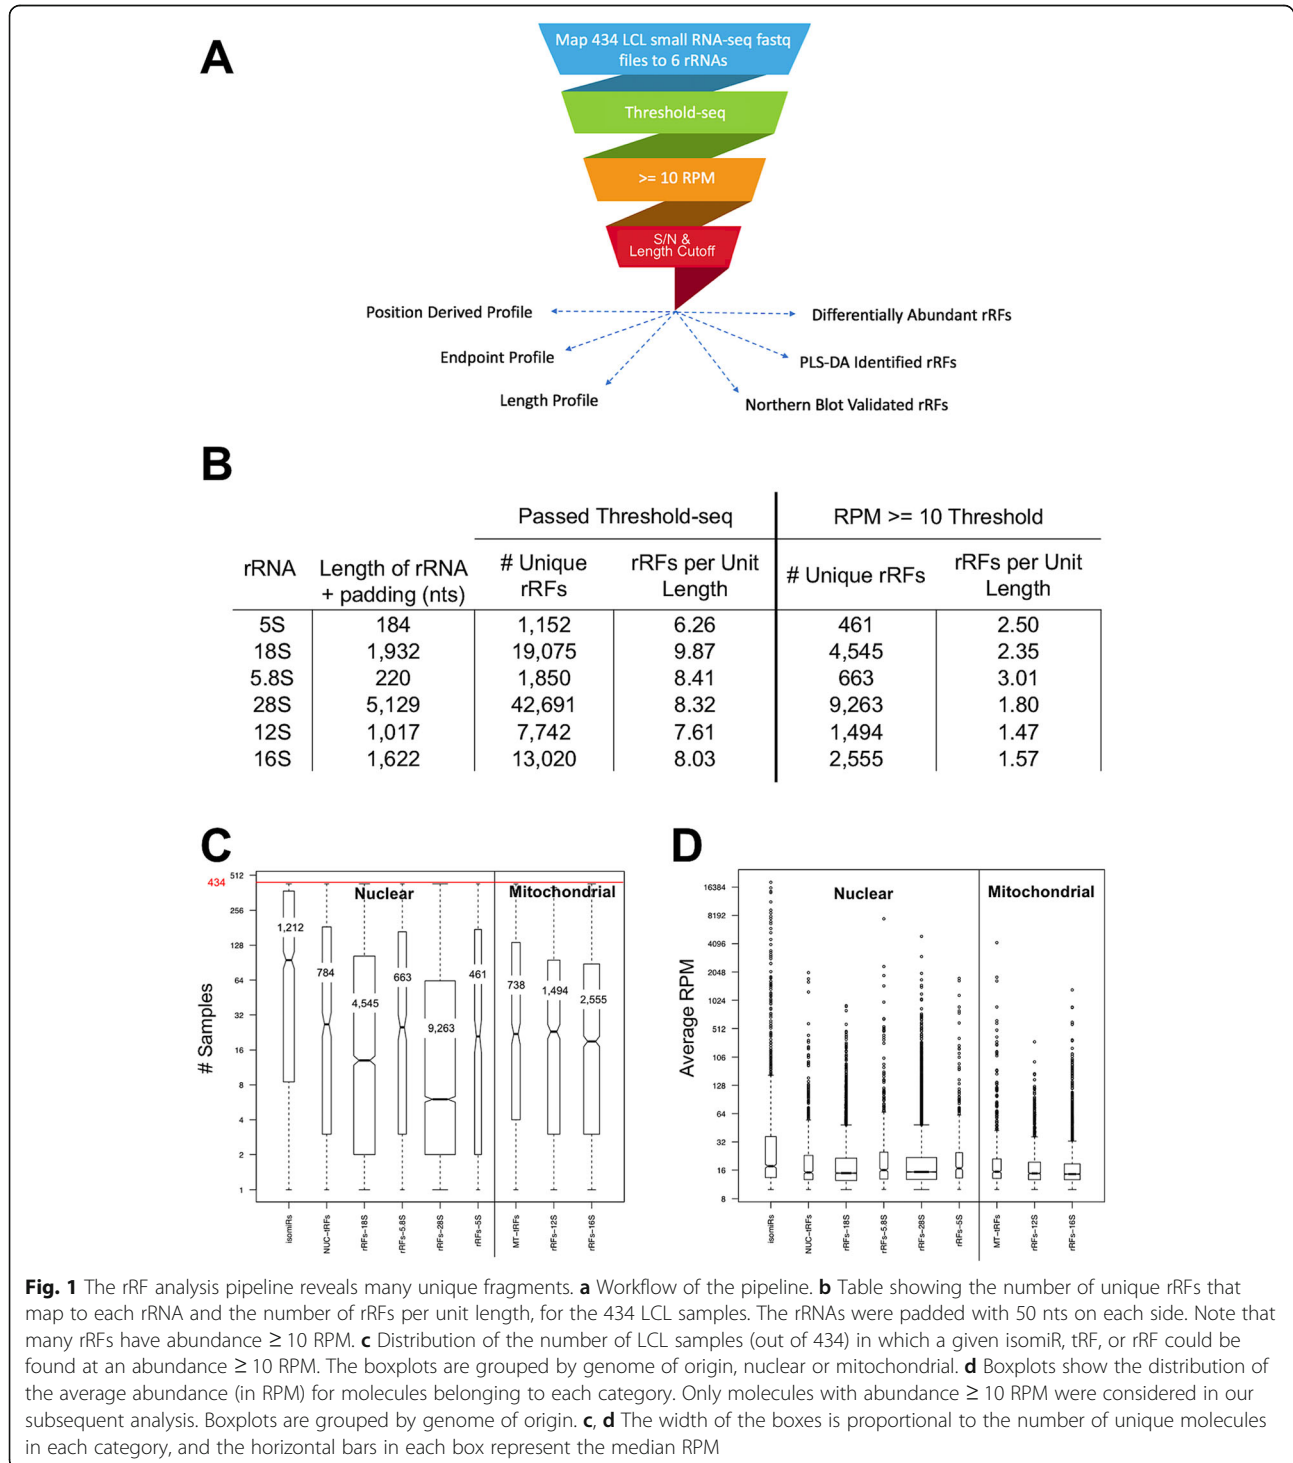 A
Map 434 LCL small RNA-seq fastq
files to 6 rRNAs
Threshold-seq
>= 10 RPM
S/N &
Length Cutoff
Position Derived Profile
Differentially Abundant rRFs
Endpoint Profile
PLS-DA Identified rRFs
Length Profile
Northern Blot Validated rRFs
B
Passed Threshold-seq RPM >= 10 Threshold
rRNA Length of rRNA + padding (nts) # Unique rRFs rRFs per Unit Length # Unique rRFs rRFs per Unit Length
5S 184 1,152 6.26 461 2.50
18S 1,932 19,075 9.87 4,545 2.35
5.8S 220 1,850 8.41 663 3.01
28S 5,129 42,691 8.32 9,263 1.80
12S 1,017 7,742 7.61 1,494 1.47
16S 1,622 13,020 8.03 2,555 1.57
C
# Samples
512
434
256
128
64
32
16
8
4
2
1
Nuclear
Mitochondrial
1,212
784
4,545
663
9,263
461
738
1,494
2,555
isomiRs
NUC-tRFs
rRFs-18S
rRFs-5.8S
rRFs-28S
rRFs-5S
MT-tRFs
rRFs-12S
rRFs-16S
D
Average RPM
16384
8192
4096
2048
1024
512
206
128
64
32
16
8
Nuclear
Mitochondrial
isomiRs
NUC-tRFs
rRFs-18S
rRFs-5.8S
rRFs-28S
rRFs-5S
MT-tRFs
rRFs-12S
rRFs-16S
Fig. 1 The rRF analysis pipeline reveals many unique fragments. a Workflow of the pipeline. b Table showing the number of unique rRFs that
map to each rRNA and the number of rRFs per unit length, for the 434 LCL samples. The rRNAs were padded with 50 nts on each side. Note that
many rRFs have abundance ≥ 10 RPM. c Distribution of the number of LCL samples (out of 434) in which a given isomiR, tRF, or rRF could be
found at an abundance ≥ 10 RPM. The boxplots are grouped by genome of origin, nuclear or mitochondrial. d Boxplots show the distribution of
the average abundance (in RPM) for molecules belonging to each category. Only molecules with abundance ≥ 10 RPM were considered in our
subsequent analysis. Boxplots are grouped by genome of origin. c, d The width of the boxes is proportional to the number of unique molecules
in each category, and the horizontal bars in each box represent the median RPM